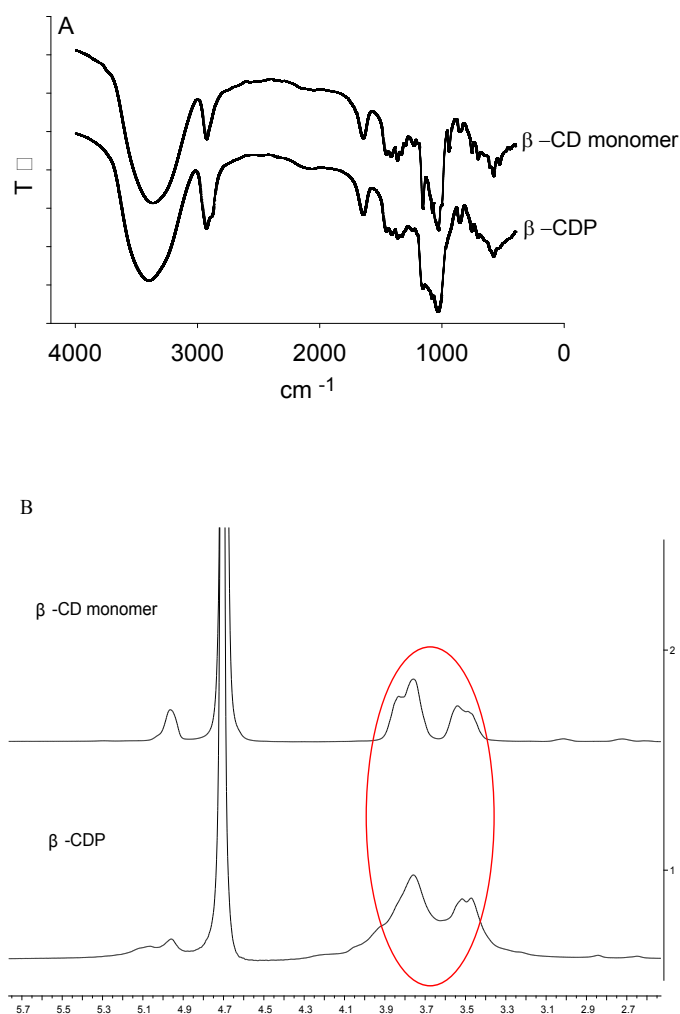 A
T □
β –CD monomer
β –CDP
4000 3000 2000 1000 0
cm -1
B
β -CD monomer
2
β -CDP
1
5.7 5.5 5.3 5.1 4.9 4.7 4.5 4.3 4.1 3.9 3.7 3.5 3.3 3.1 2.9 2.7